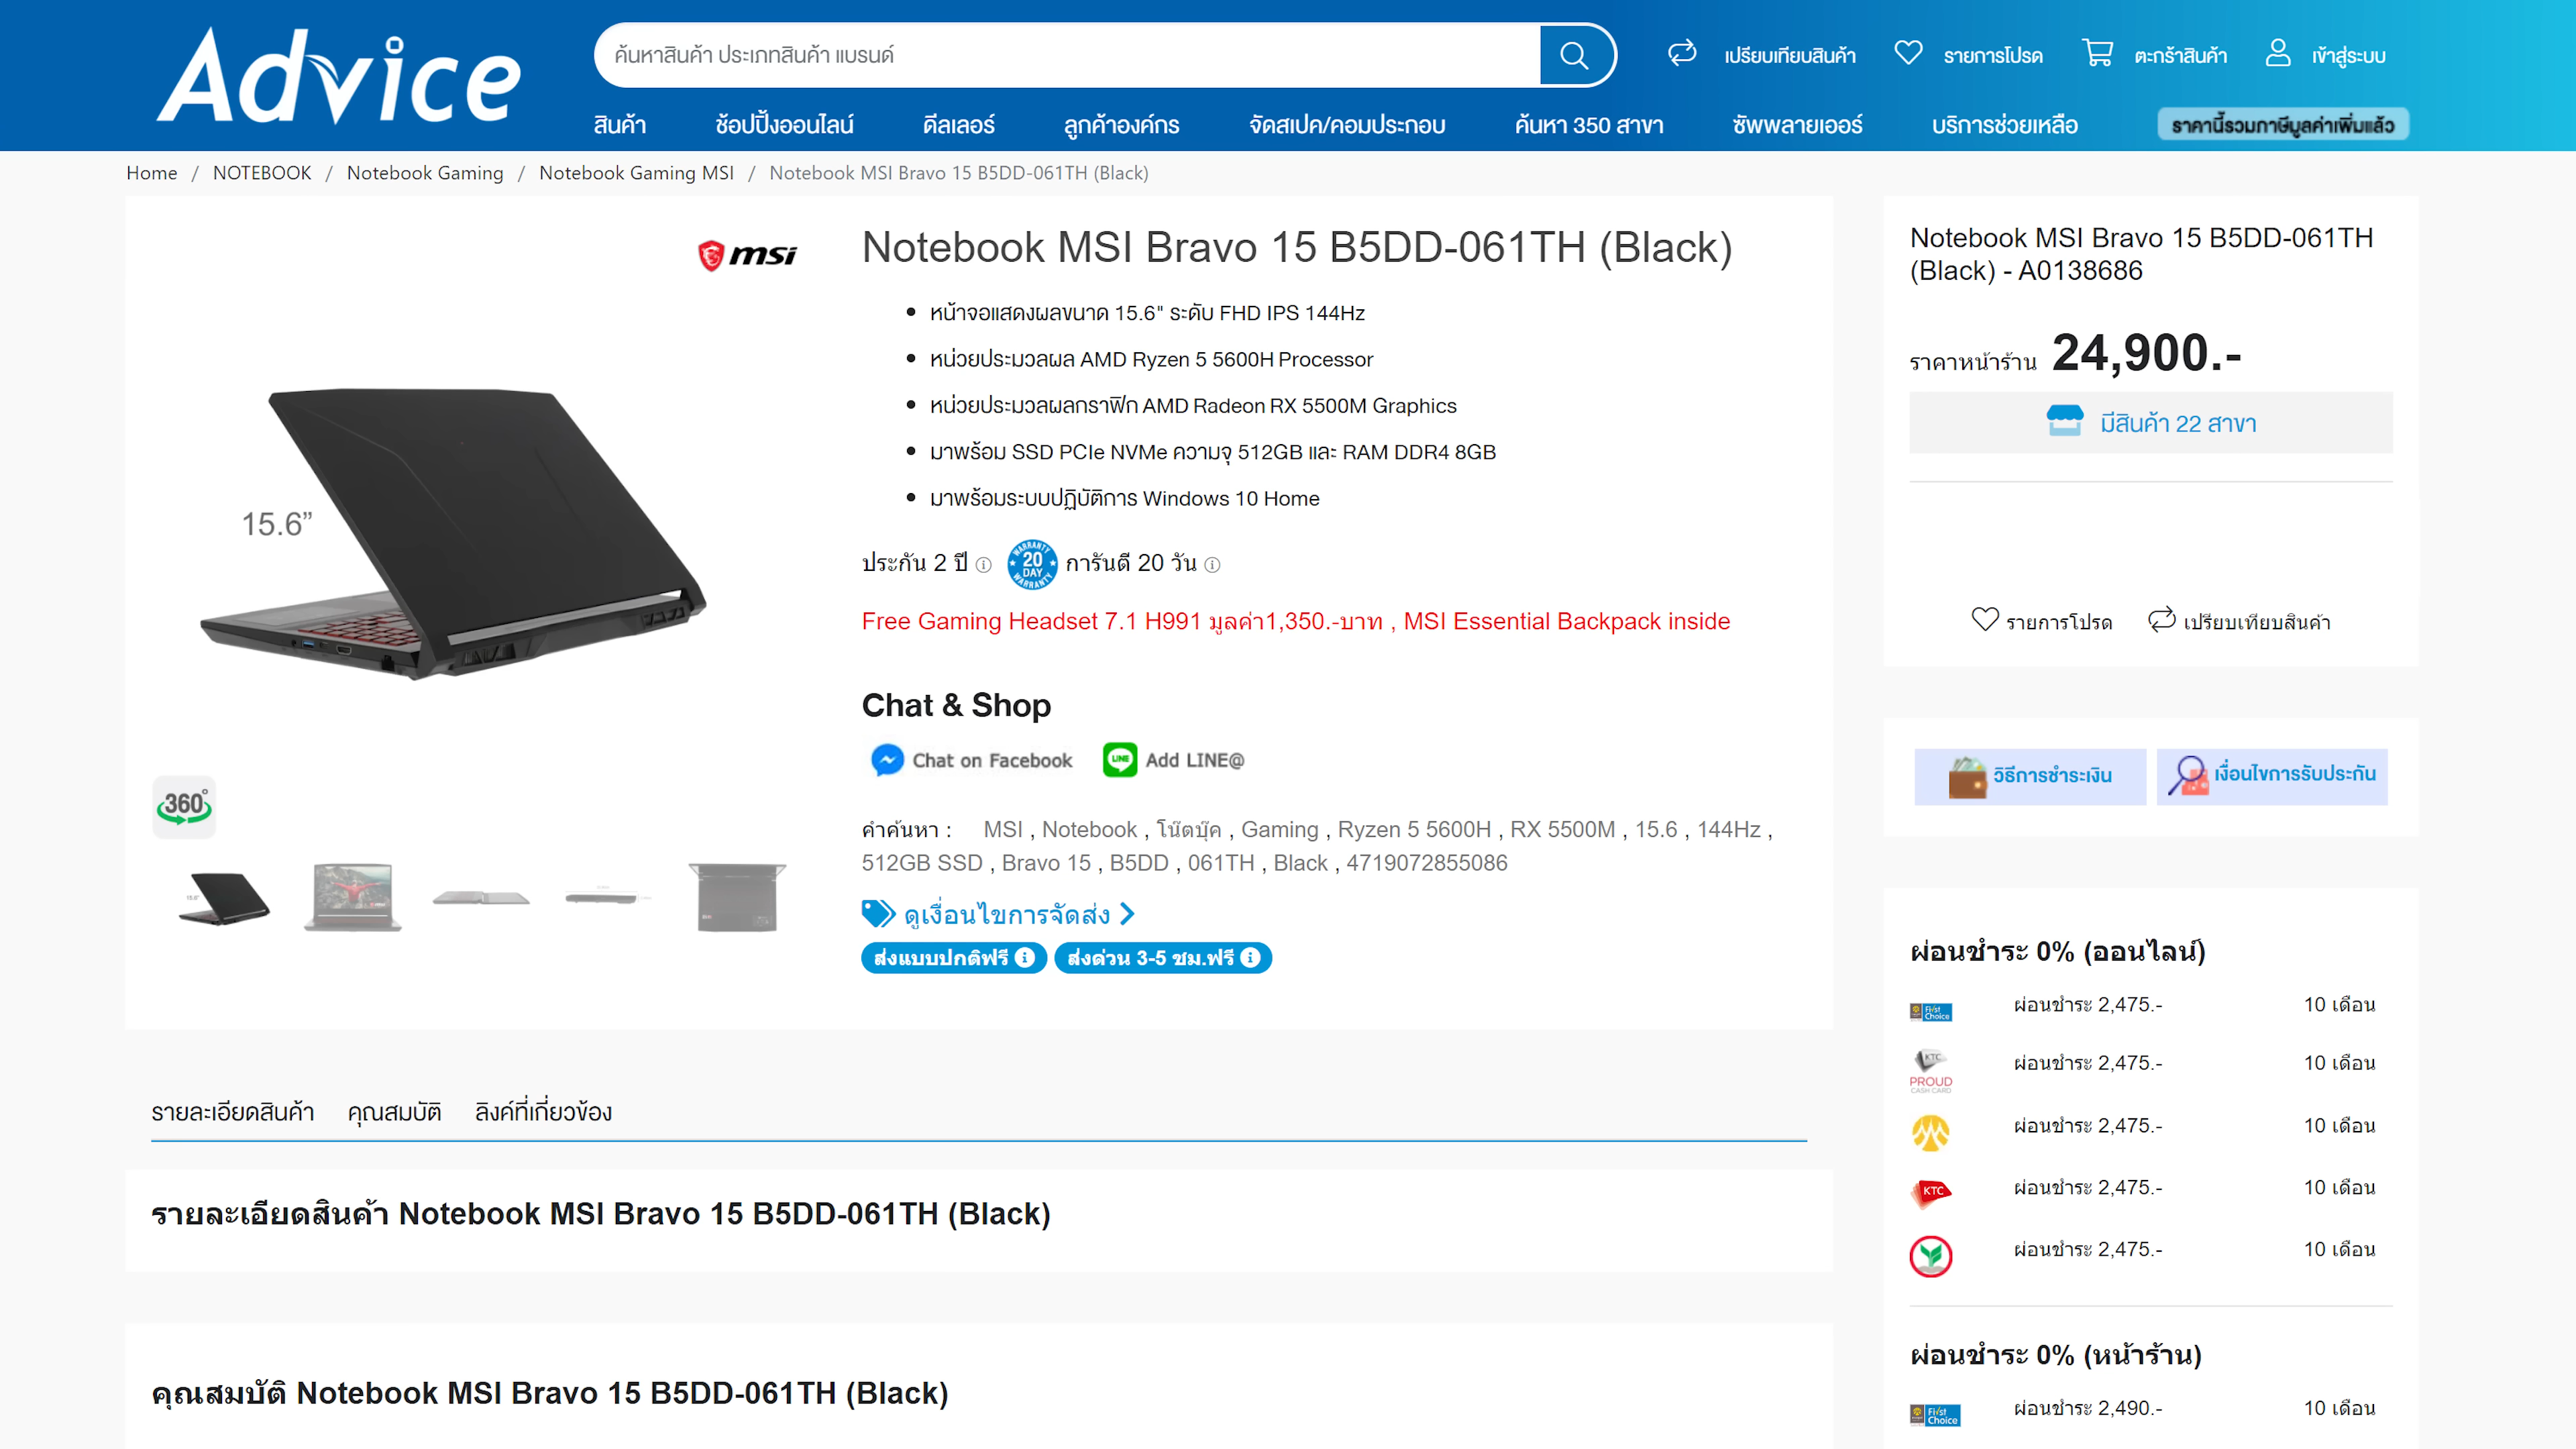 Advice
ค้นหาสินค้า ประเภทสินค้า แบรนด์
เปรียบเทียบสินค้า
รายการโปรด
ตะกร้าสินค้า
เข้าสู่ระบบ
สินค้า
ช้อปปิ้งออนไลน์
ดีลเลอร์
ลูกค้าองค์กร
จัดสเปค/คอมประกอบ
ค้นหา 350 สาขา
ซัพพลายเออร์
บริการช่วยเหลือ
ราคานี้รวมภาษีมูลค่าเพิ่มแล้ว
Home / NOTEBOOK / Notebook Gaming / Notebook Gaming MSI / Notebook MSI Bravo 15 B5DD-061TH (Black)
msi
15.6”
360°
Notebook MSI Bravo 15 B5DD-061TH (Black)
หน้าจอแสดงผลขนาด 15.6" ระดับ FHD IPS 144Hz
หน่วยประมวลผล AMD Ryzen 5 5600H Processor
หน่วยประมวลผลกราฟิก AMD Radeon RX 5500M Graphics
มาพร้อม SSD PCIe NVMe ความจุ 512GB และ RAM DDR4 8GB
มาพร้อมระบบปฏิบัติการ Windows 10 Home
ประกัน 2 ปี
WARRANTY 20 DAY WARRANTY
การันตี 20 วัน
Free Gaming Headset 7.1 H991 มูลค่า1,350.-บาท , MSI Essential Backpack inside
Chat & Shop
Chat on Facebook
LINE
Add LINE@
คำค้นหา : MSI , Notebook , โน๊ตบุ๊ค , Gaming , Ryzen 5 5600H , RX 5500M , 15.6 , 144Hz ,
512GB SSD , Bravo 15 , B5DD , 061TH , Black , 4719072855086
ดูเงื่อนไขการจัดส่ง
ส่งแบบปกติฟรี
ส่งด่วน 3-5 ชม.ฟรี
รายละเอียดสินค้า
คุณสมบัติ
ลิงค์ที่เกี่ยวข้อง
รายละเอียดสินค้า Notebook MSI Bravo 15 B5DD-061TH (Black)
คุณสมบัติ Notebook MSI Bravo 15 B5DD-061TH (Black)
Notebook MSI Bravo 15 B5DD-061TH
(Black) - A0138686
ราคาหน้าร้าน 24,900.-
มีสินค้า 22 สาขา
รายการโปรด
เปรียบเทียบสินค้า
วิธีการชำระเงิน
เงื่อนไขการรับประกัน
ผ่อนชำระ 0% (ออนไลน์)
First Choice ผ่อนชำระ 2,475.- 10 เดือน
KTC PROUD CASH CARD ผ่อนชำระ 2,475.- 10 เดือน
ผ่อนชำระ 2,475.- 10 เดือน
KTC ผ่อนชำระ 2,475.- 10 เดือน
ผ่อนชำระ 2,475.- 10 เดือน
ผ่อนชำระ 0% (หน้าร้าน)
First Choice ผ่อนชำระ 2,490.- 10 เดือน